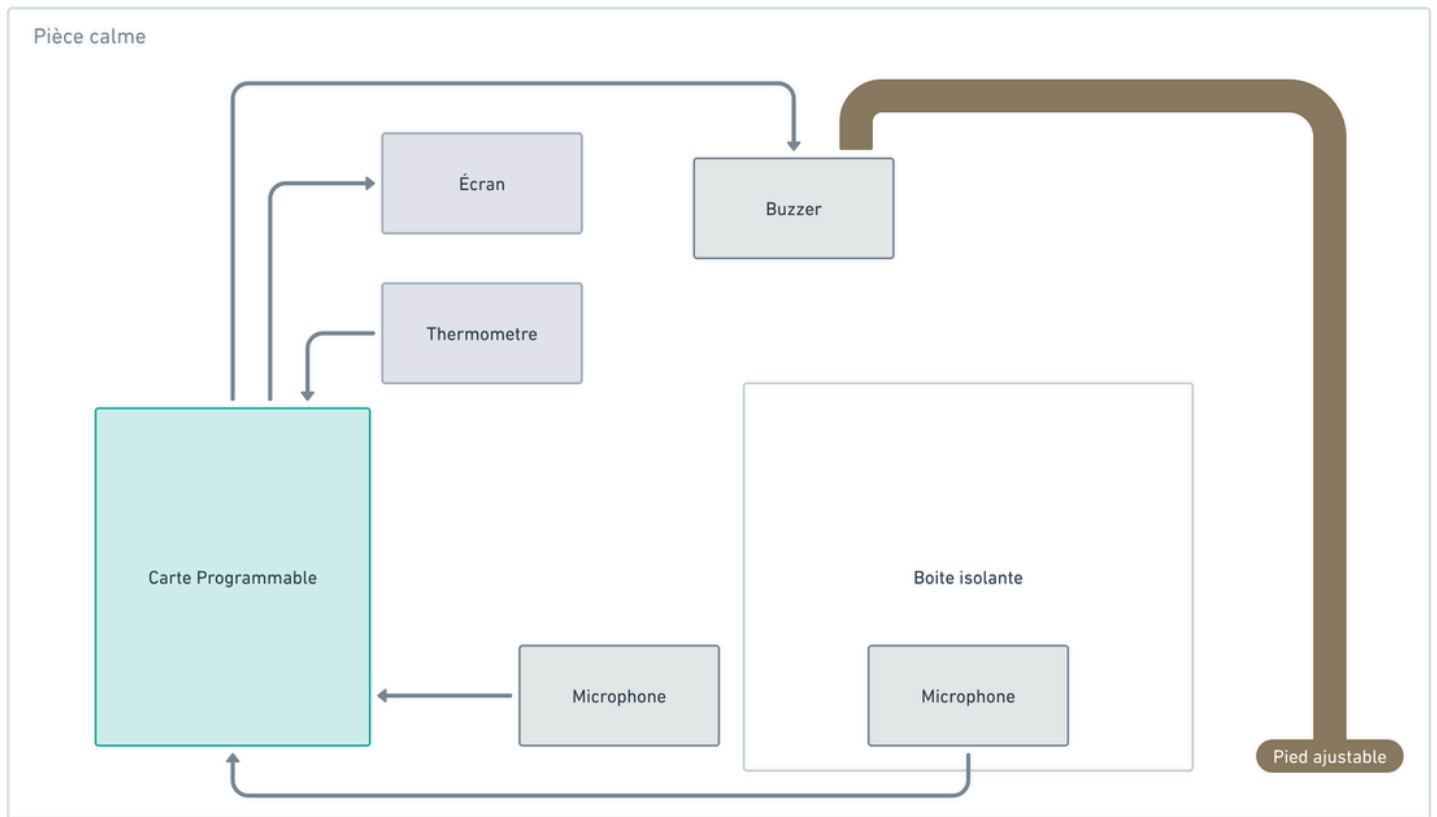 Pièce calme
Écran
Buzzer
Thermometre
Carte Programmable
Boite isolante
Microphone
Microphone
Pied ajustable